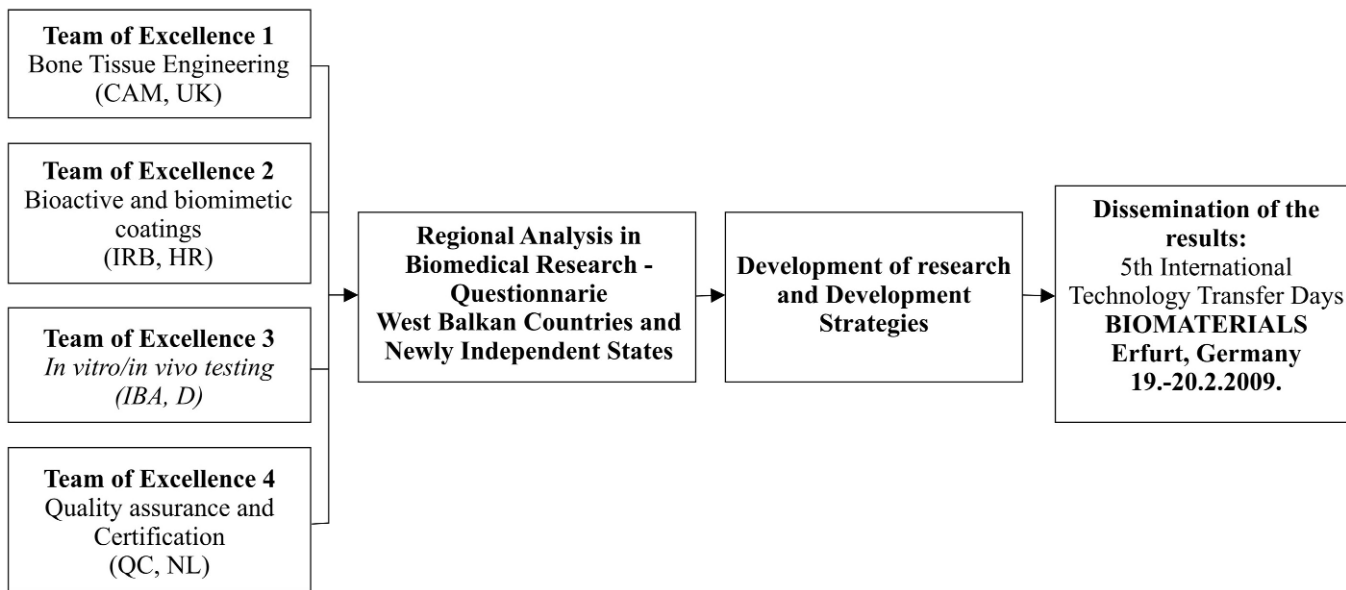 Team of Excellence 1
Bone Tissue Engineering
(CAM, UK)
Team of Excellence 2
Bioactive and biomimetic
coatings
(IRB, HR)
Team of Excellence 3
In vitro/in vivo testing
(IBA, D)
Team of Excellence 4
Quality assurance and
Certification
(QC, NL)
Regional Analysis in
Biomedical Research -
Questionnarie
West Balkan Countries and
Newly Independent States
Development of research
and Development
Strategies
Dissemination of the
results:
5th International
Technology Transfer Days
BIOMATERIALS
Erfurt, Germany
19.-20.2.2009.